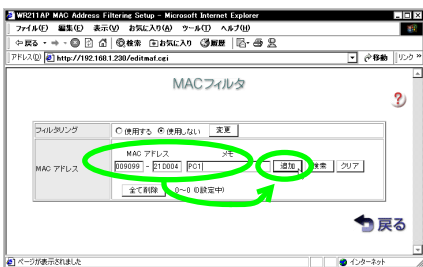 WR211AP MAC Address Filtering Setup - Microsoft Internet Explorer
ファイル(F) 編集(E) 表示(V) お気に入り(A) ツール(T) ヘルプ(H)
戻る 検索 お気に入り 履歴
アドレス(D) http://192.168.1.230/editmaf.cgi 移動 リンク »
MACフィルタ
?
フィルタリング 使用する 使用しない 変更
MAC アドレス メモ
MAC アドレス 009099 - 210004 PC1 追加 検索 クリア
全て削除 0～0 (0設定中)
戻る
ページが表示されました インターネット